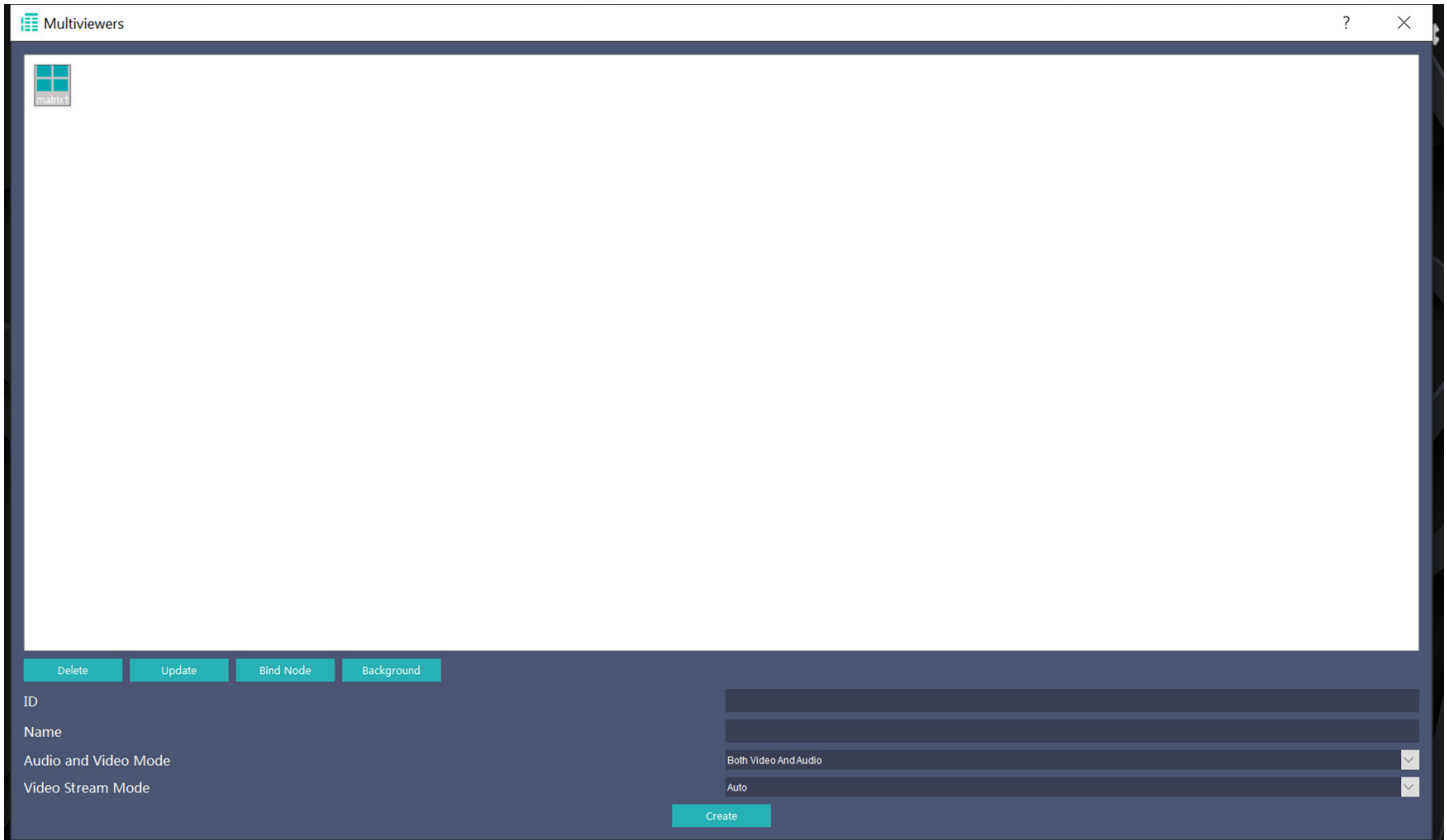 Multiviewers ?
matrix1
Delete Update Bind Node Background
ID
Name
Audio and Video Mode Both Video And Audio
Video Stream Mode Auto
Create